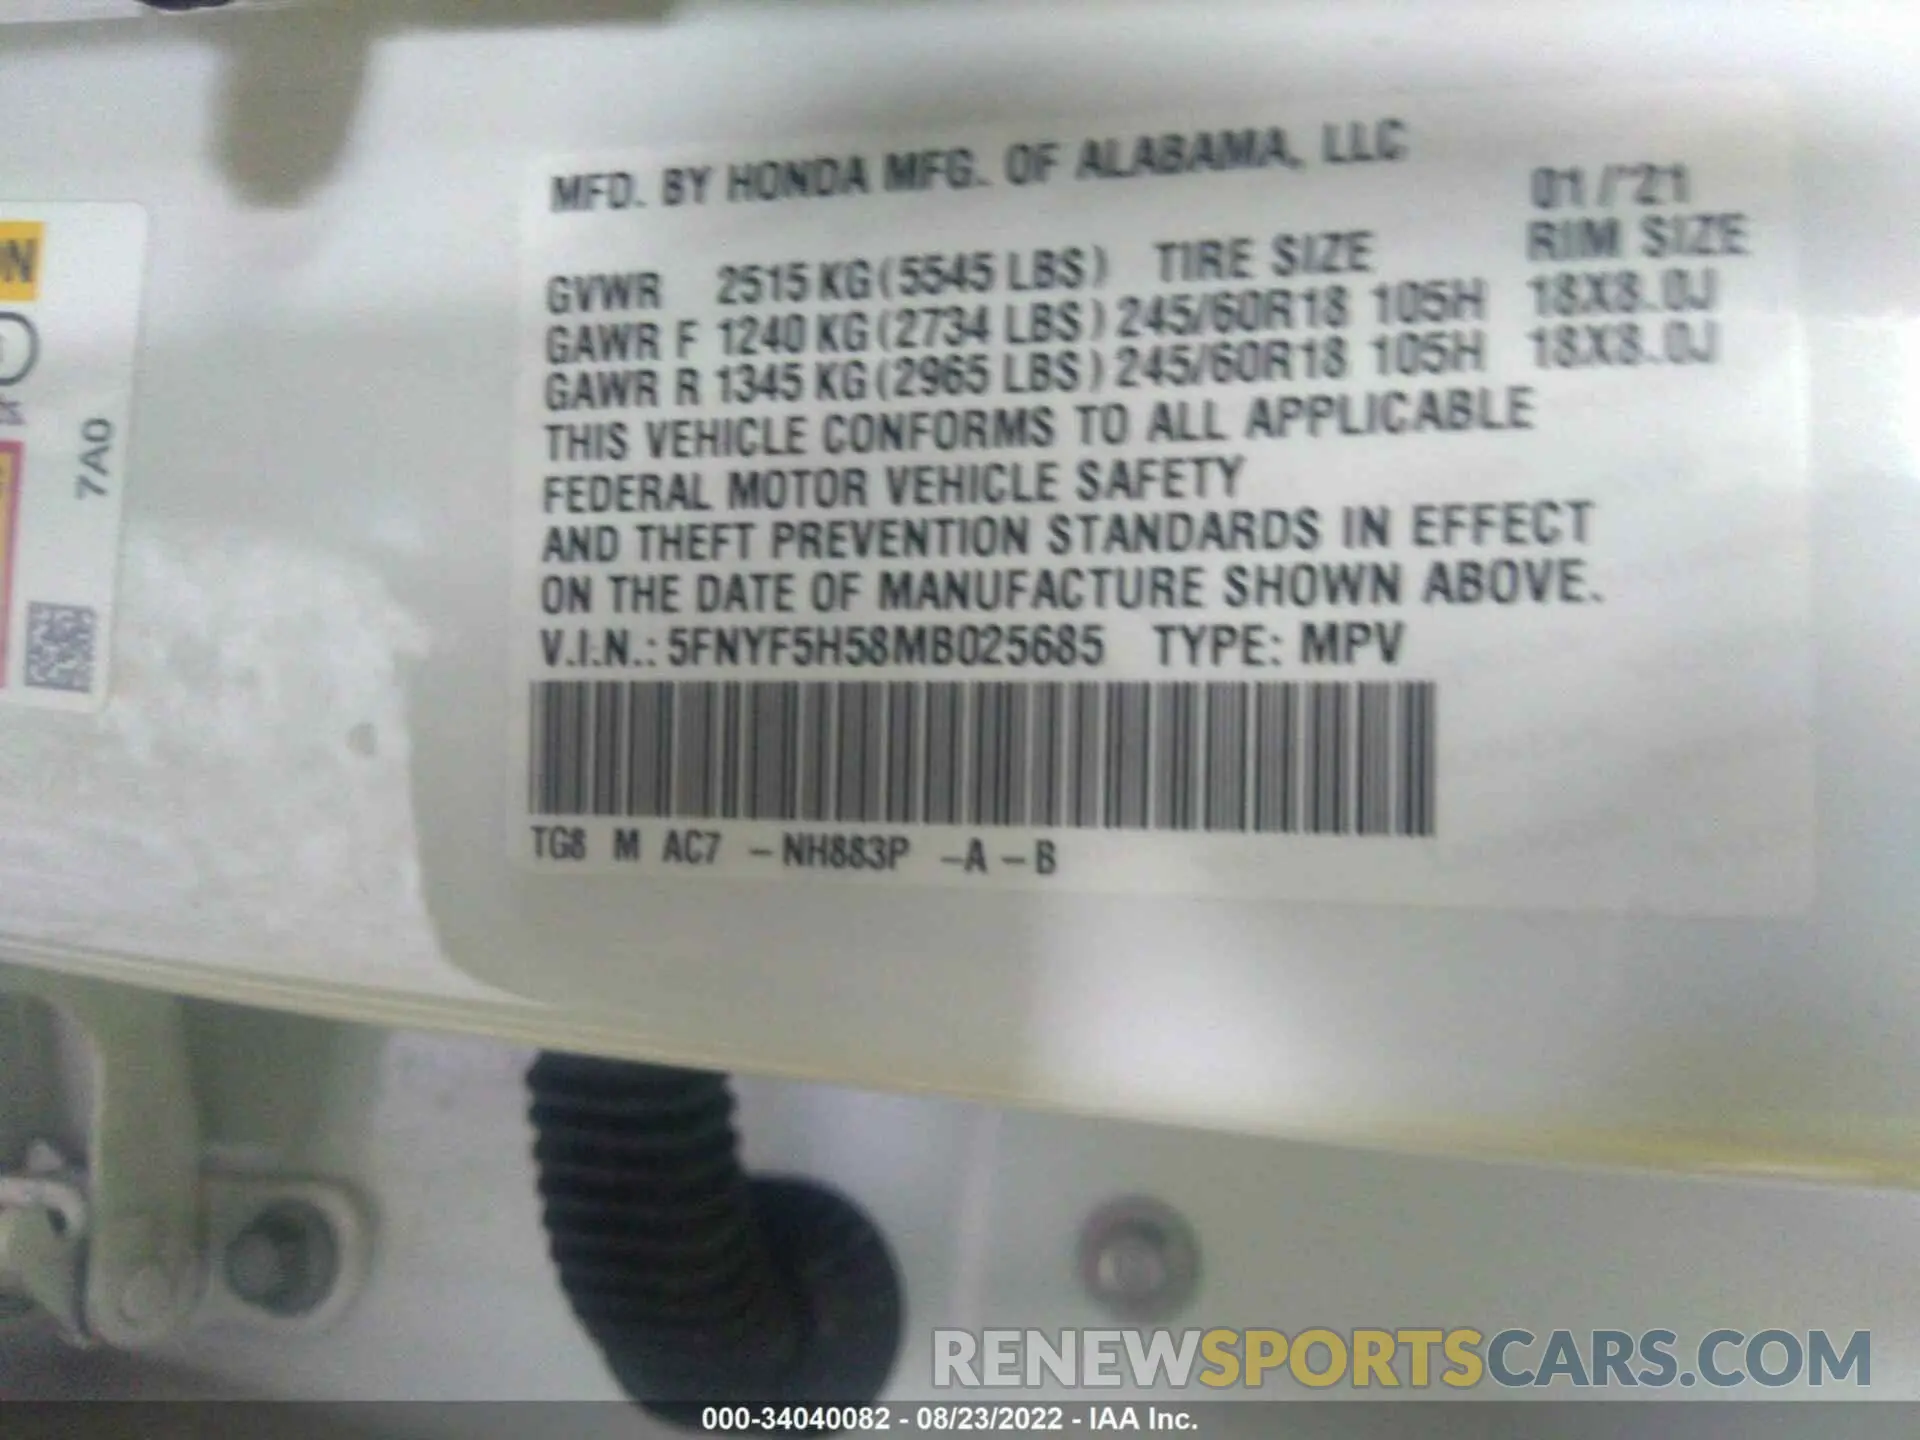 MFD. BY HONDA MFG. OF ALABAMA, LLC
01/'21
GVWR 2515 KG (5545 LBS) TIRE SIZE RIM SIZE
GAWR F 1240 KG (2734 LBS) 245/60R18 105H 18X8.0J
GAWR R 1345 KG (2965 LBS) 245/60R18 105H 18X8.0J
THIS VEHICLE CONFORMS TO ALL APPLICABLE
FEDERAL MOTOR VEHICLE SAFETY
AND THEFT PREVENTION STANDARDS IN EFFECT
ON THE DATE OF MANUFACTURE SHOWN ABOVE.
V.I.N.: 5FNYF5H58MB025685 TYPE: MPV
TG8 M AC7 -NH883P -A -B
7A0
RENEWSPORTSCARS.COM
000-34040082 - 08/23/2022 - IAA Inc.